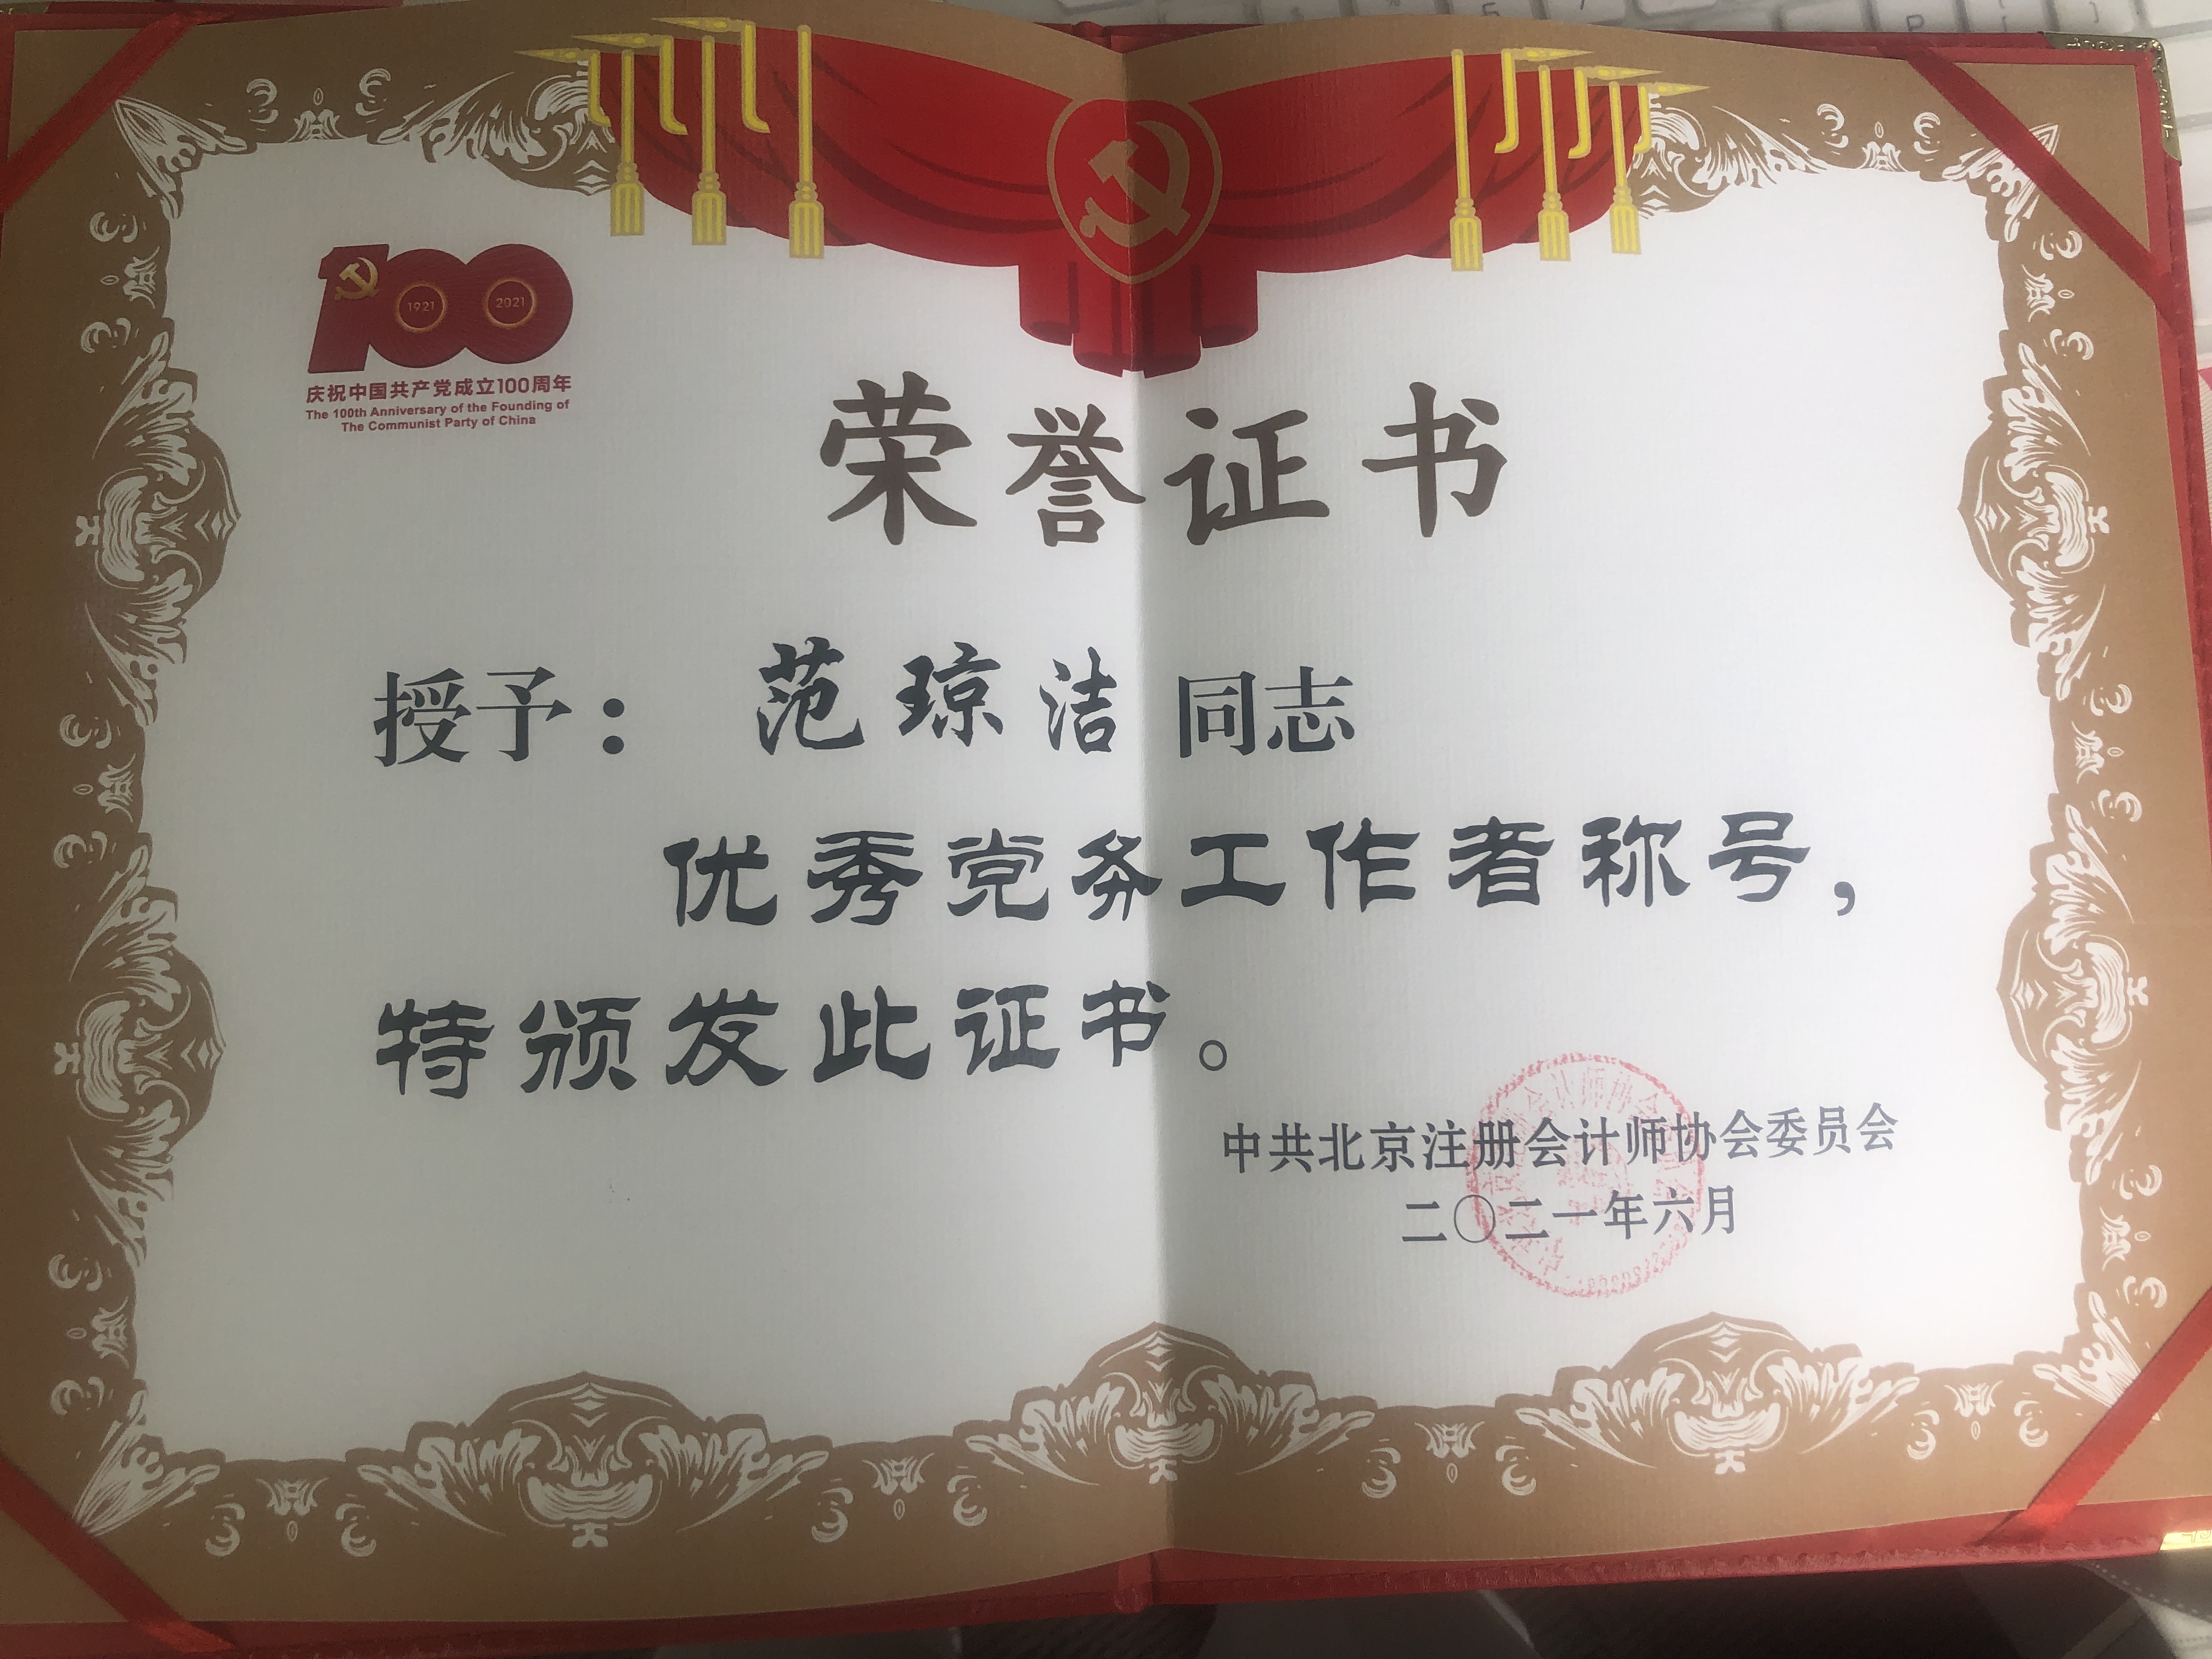 1921 2021
庆祝中国共产党成立100周年
The 100th Anniversary of the Founding of
The Communist Party of China
荣誉证书
授予：范琼洁同志
优秀党务工作者称号，
特颁发此证书。
中共北京注册会计师协会委员会
二〇二一年六月